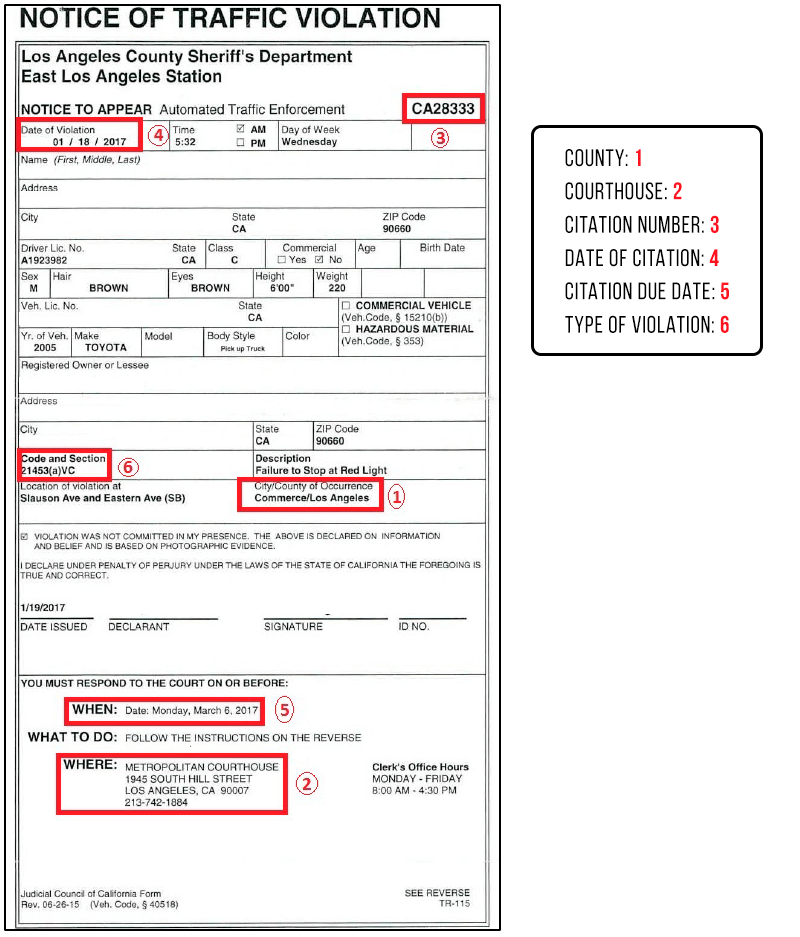 NOTICE OF TRAFFIC VIOLATION
Los Angeles County Sheriff's Department
East Los Angeles Station
NOTICE TO APPEAR Automated Traffic Enforcement CA28333
3
Date of Violation
01 / 18 / 2017
4
Time
5:32
☑ AM
☐ PM
Day of Week
Wednesday
Name (First, Middle, Last)
Address
City State ZIP Code
CA 90660
Driver Lic. No. State Class Commercial Age Birth Date
A1923982 CA C ☐ Yes ☑ No
Sex Hair Eyes Height Weight
M BROWN BROWN 6'00" 220
Veh. Lic. No. State
CA
☐ COMMERCIAL VEHICLE
(Veh.Code, § 15210(b))
☐ HAZARDOUS MATERIAL
(Veh.Code, § 353)
Yr. of Veh. Make Model Body Style Color
2005 TOYOTA Pick up Truck
Registered Owner or Lessee
Address
City State ZIP Code
CA 90660
Code and Section
21453(a)VC
6
Description
Failure to Stop at Red Light
Location of violation at
Slauson Ave and Eastern Ave (SB)
City/County of Occurrence
Commerce/Los Angeles
1
☑ VIOLATION WAS NOT COMMITTED IN MY PRESENCE. THE ABOVE IS DECLARED ON INFORMATION
AND BELIEF AND IS BASED ON PHOTOGRAPHIC EVIDENCE.
I DECLARE UNDER PENALTY OF PERJURY UNDER THE LAWS OF THE STATE OF CALIFORNIA THE FOREGOING IS
TRUE AND CORRECT.
1/19/2017
DATE ISSUED DECLARANT SIGNATURE ID NO.
YOU MUST RESPOND TO THE COURT ON OR BEFORE:
WHEN: Date: Monday, March 6, 2017
5
WHAT TO DO: FOLLOW THE INSTRUCTIONS ON THE REVERSE
WHERE: METROPOLITAN COURTHOUSE
1945 SOUTH HILL STREET
LOS ANGELES, CA 90007
213-742-1884
2
Clerk's Office Hours
MONDAY - FRIDAY
8:00 AM - 4:30 PM
Judicial Council of California Form
Rev. 06-26-15 (Veh. Code, § 40518)
SEE REVERSE
TR-115
COUNTY: 1
COURTHOUSE: 2
CITATION NUMBER: 3
DATE OF CITATION: 4
CITATION DUE DATE: 5
TYPE OF VIOLATION: 6